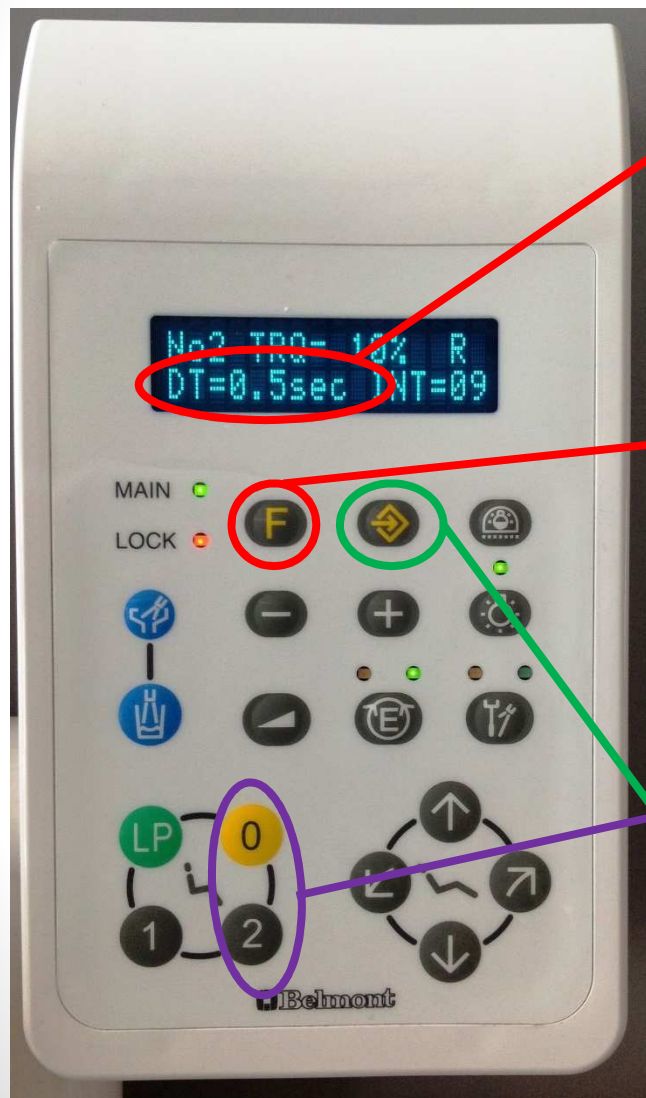 No2 TRQ= 10% R
DT=0.5sec INT=09
MAIN
LOCK
F
− +
E
LP 0
1 2
Belmont